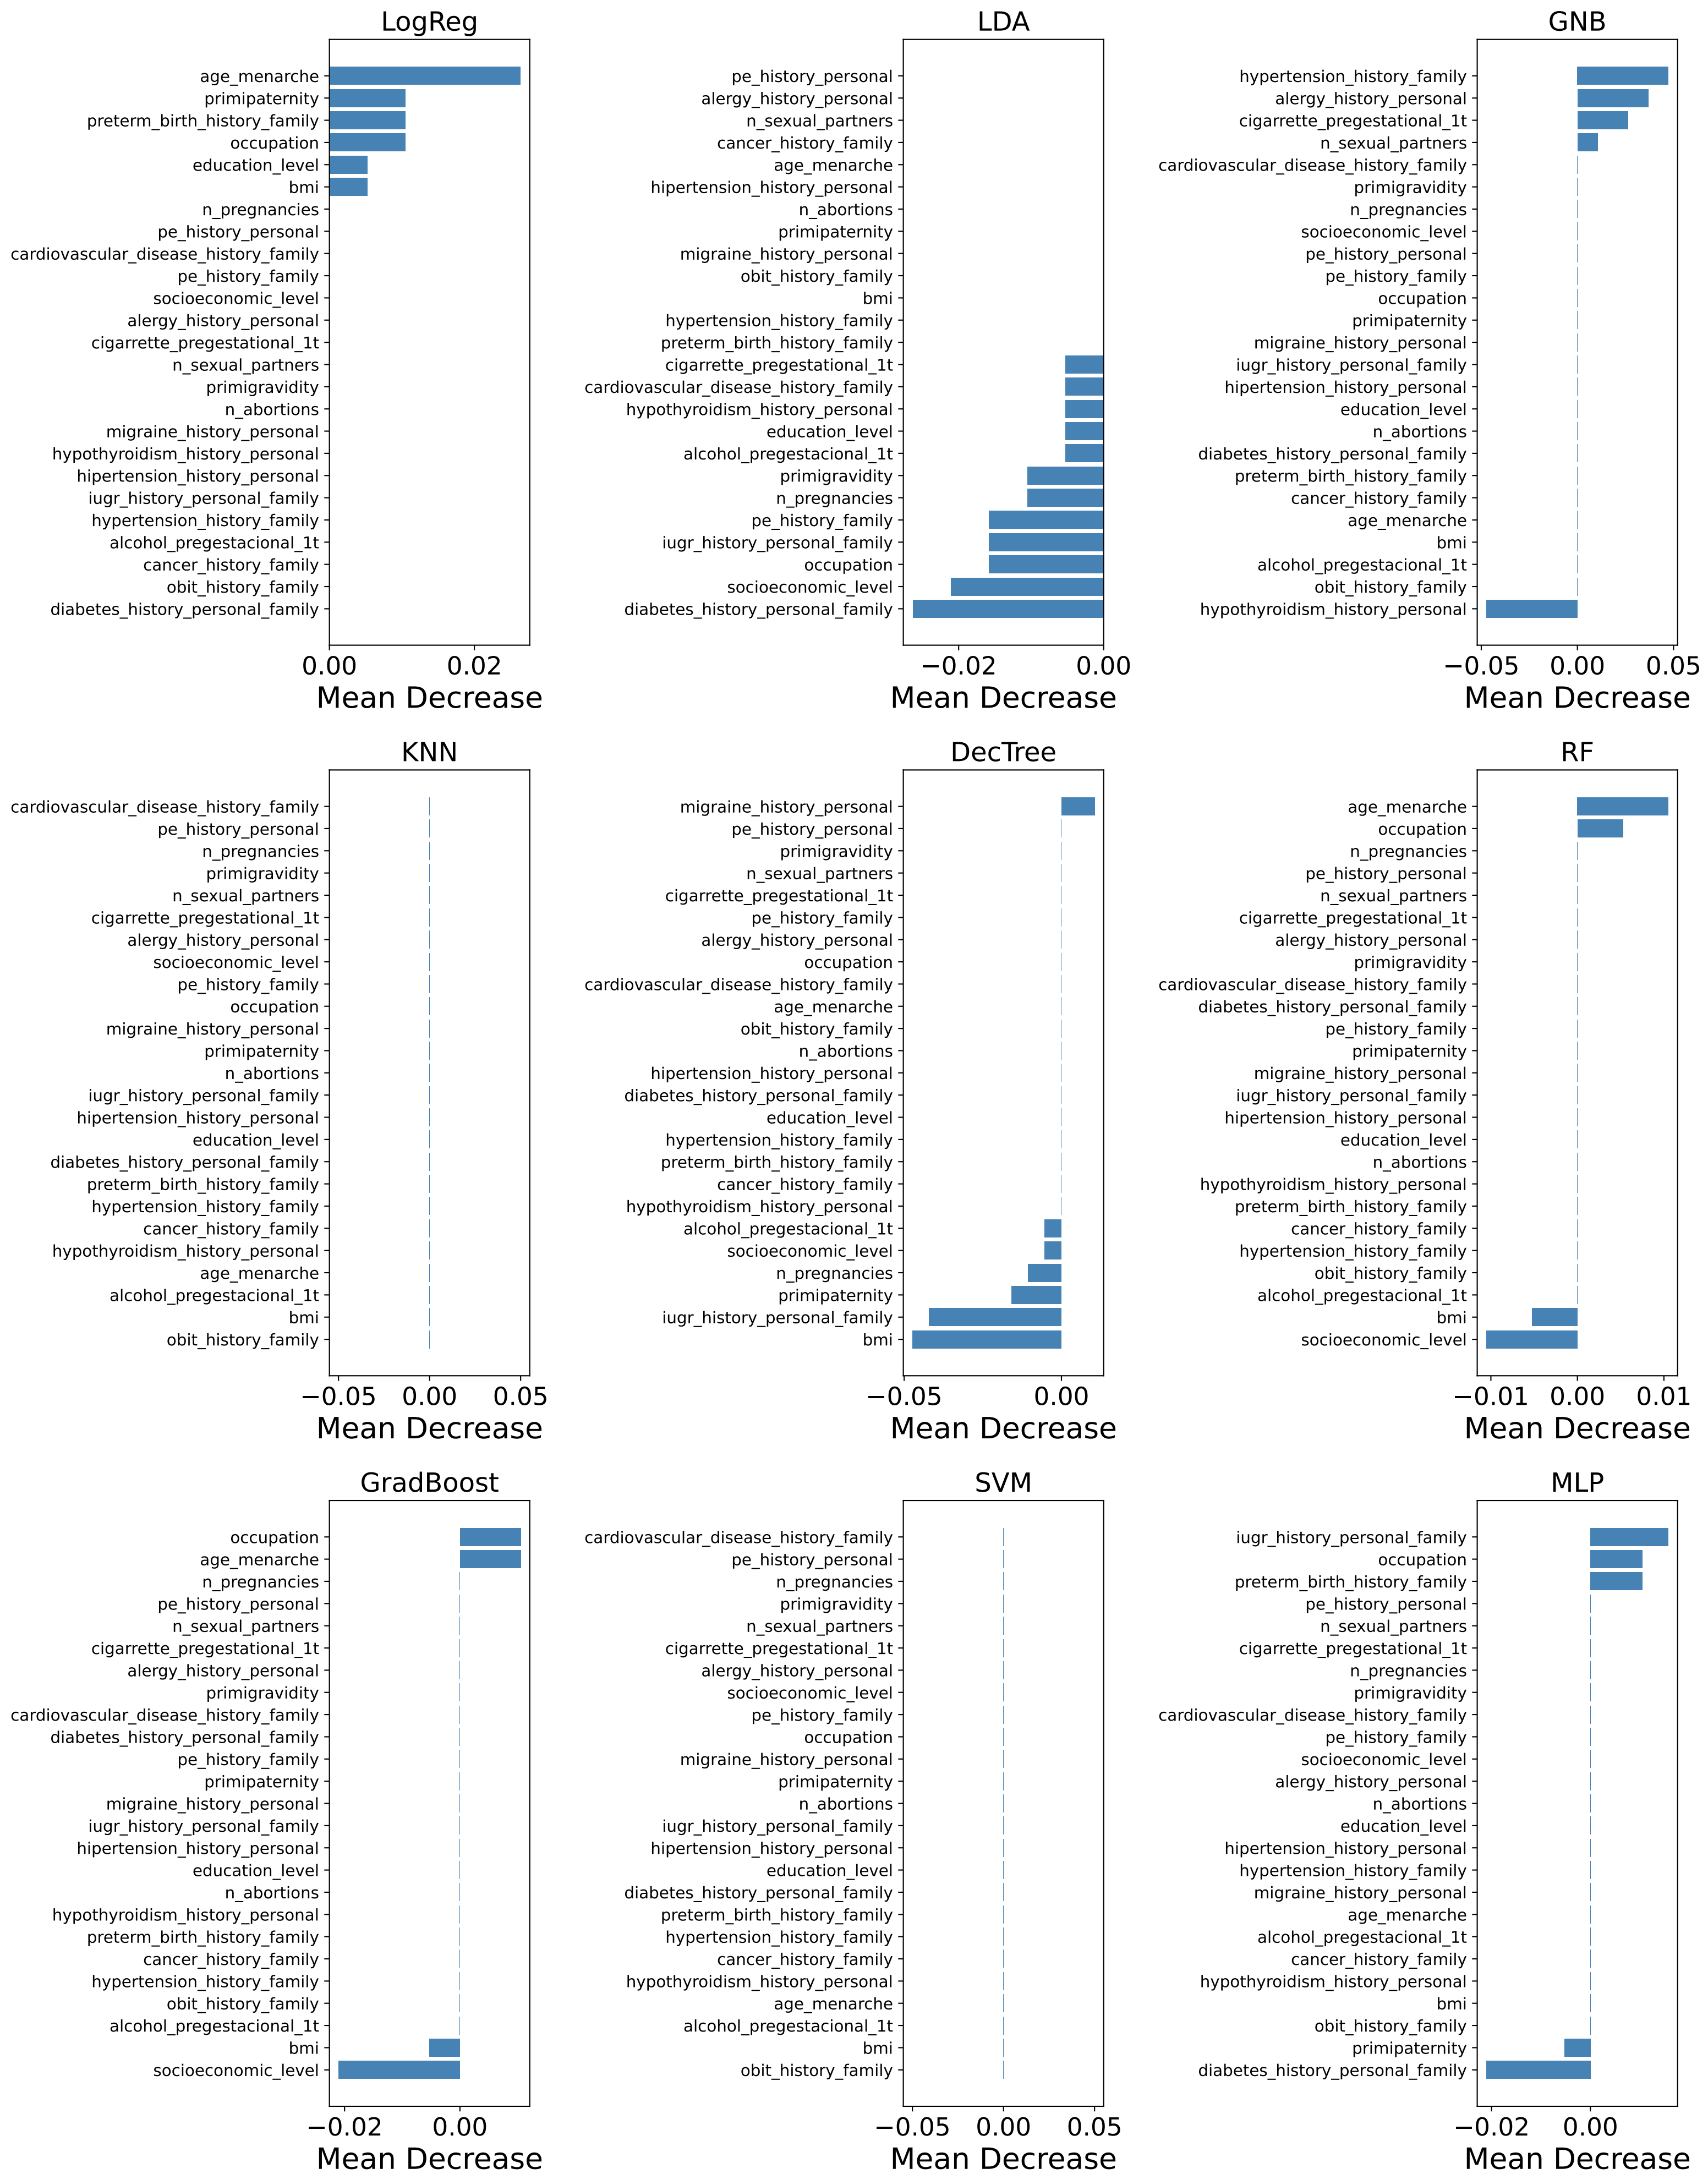 LogReg
age_menarche
primipaternity
preterm_birth_history_family
occupation
education_level
bmi
n_pregnancies
pe_history_personal
cardiovascular_disease_history_family
pe_history_family
socioeconomic_level
alergy_history_personal
cigarrette_pregestational_1t
n_sexual_partners
primigravidity
n_abortions
migraine_history_personal
hypothyroidism_history_personal
hipertension_history_personal
iugr_history_personal_family
hypertension_history_family
alcohol_pregestacional_1t
cancer_history_family
obit_history_family
diabetes_history_personal_family
0.00 0.02
Mean Decrease
LDA
pe_history_personal
alergy_history_personal
n_sexual_partners
cancer_history_family
age_menarche
hipertension_history_personal
n_abortions
primipaternity
migraine_history_personal
obit_history_family
bmi
hypertension_history_family
preterm_birth_history_family
cigarrette_pregestational_1t
cardiovascular_disease_history_family
hypothyroidism_history_personal
education_level
alcohol_pregestacional_1t
primigravidity
n_pregnancies
pe_history_family
iugr_history_personal_family
occupation
socioeconomic_level
diabetes_history_personal_family
−0.02 0.00
Mean Decrease
GNB
hypertension_history_family
alergy_history_personal
cigarrette_pregestational_1t
n_sexual_partners
cardiovascular_disease_history_family
primigravidity
n_pregnancies
socioeconomic_level
pe_history_personal
pe_history_family
occupation
primipaternity
migraine_history_personal
iugr_history_personal_family
hipertension_history_personal
education_level
n_abortions
diabetes_history_personal_family
preterm_birth_history_family
cancer_history_family
age_menarche
bmi
alcohol_pregestacional_1t
obit_history_family
hypothyroidism_history_personal
−0.05 0.00 0.05
Mean Decrease
KNN
cardiovascular_disease_history_family
pe_history_personal
n_pregnancies
primigravidity
n_sexual_partners
cigarrette_pregestational_1t
alergy_history_personal
socioeconomic_level
pe_history_family
occupation
migraine_history_personal
primipaternity
n_abortions
iugr_history_personal_family
hipertension_history_personal
education_level
diabetes_history_personal_family
preterm_birth_history_family
hypertension_history_family
cancer_history_family
hypothyroidism_history_personal
age_menarche
alcohol_pregestacional_1t
bmi
obit_history_family
−0.05 0.00 0.05
Mean Decrease
DecTree
migraine_history_personal
pe_history_personal
primigravidity
n_sexual_partners
cigarrette_pregestational_1t
pe_history_family
alergy_history_personal
occupation
cardiovascular_disease_history_family
age_menarche
obit_history_family
n_abortions
hipertension_history_personal
diabetes_history_personal_family
education_level
hypertension_history_family
preterm_birth_history_family
cancer_history_family
hypothyroidism_history_personal
alcohol_pregestacional_1t
socioeconomic_level
n_pregnancies
primipaternity
iugr_history_personal_family
bmi
−0.05 0.00
Mean Decrease
RF
age_menarche
occupation
n_pregnancies
pe_history_personal
n_sexual_partners
cigarrette_pregestational_1t
alergy_history_personal
primigravidity
cardiovascular_disease_history_family
diabetes_history_personal_family
pe_history_family
primipaternity
migraine_history_personal
iugr_history_personal_family
hipertension_history_personal
education_level
n_abortions
hypothyroidism_history_personal
preterm_birth_history_family
cancer_history_family
hypertension_history_family
obit_history_family
alcohol_pregestacional_1t
bmi
socioeconomic_level
−0.01 0.00 0.01
Mean Decrease
GradBoost
occupation
age_menarche
n_pregnancies
pe_history_personal
n_sexual_partners
cigarrette_pregestational_1t
alergy_history_personal
primigravidity
cardiovascular_disease_history_family
diabetes_history_personal_family
pe_history_family
primipaternity
migraine_history_personal
iugr_history_personal_family
hipertension_history_personal
education_level
n_abortions
hypothyroidism_history_personal
preterm_birth_history_family
cancer_history_family
hypertension_history_family
obit_history_family
alcohol_pregestacional_1t
bmi
socioeconomic_level
−0.02 0.00
Mean Decrease
SVM
cardiovascular_disease_history_family
pe_history_personal
n_pregnancies
primigravidity
n_sexual_partners
cigarrette_pregestational_1t
alergy_history_personal
socioeconomic_level
pe_history_family
occupation
migraine_history_personal
primipaternity
n_abortions
iugr_history_personal_family
hipertension_history_personal
education_level
diabetes_history_personal_family
preterm_birth_history_family
hypertension_history_family
cancer_history_family
hypothyroidism_history_personal
age_menarche
alcohol_pregestacional_1t
bmi
obit_history_family
−0.05 0.00 0.05
Mean Decrease
MLP
iugr_history_personal_family
occupation
preterm_birth_history_family
pe_history_personal
n_sexual_partners
cigarrette_pregestational_1t
n_pregnancies
primigravidity
cardiovascular_disease_history_family
pe_history_family
socioeconomic_level
alergy_history_personal
n_abortions
education_level
hipertension_history_personal
hypertension_history_family
migraine_history_personal
age_menarche
alcohol_pregestacional_1t
cancer_history_family
hypothyroidism_history_personal
bmi
obit_history_family
primipaternity
diabetes_history_personal_family
−0.02 0.00
Mean Decrease